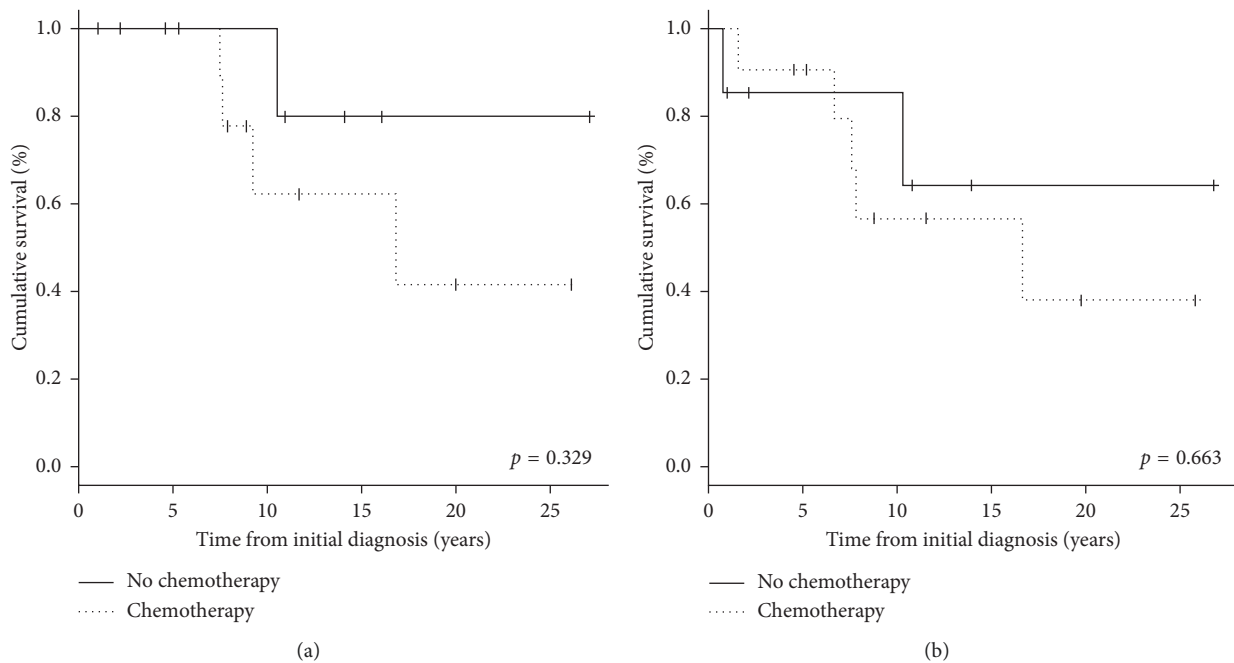 Cumulative survival (%)
1.0
0.8
0.6
0.4
0.2
0.0
p = 0.329
0 5 10 15 20 25
Time from initial diagnosis (years)
No chemotherapy
Chemotherapy
(a)
Cumulative survival (%)
1.0
0.8
0.6
0.4
0.2
0.0
p = 0.663
0 5 10 15 20 25
Time from initial diagnosis (years)
No chemotherapy
Chemotherapy
(b)